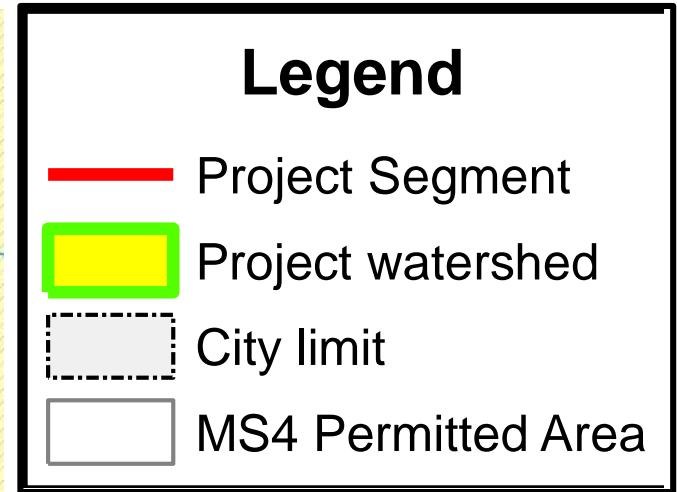 Legend
Project Segment
Project watershed
City limit
MS4 Permitted Area